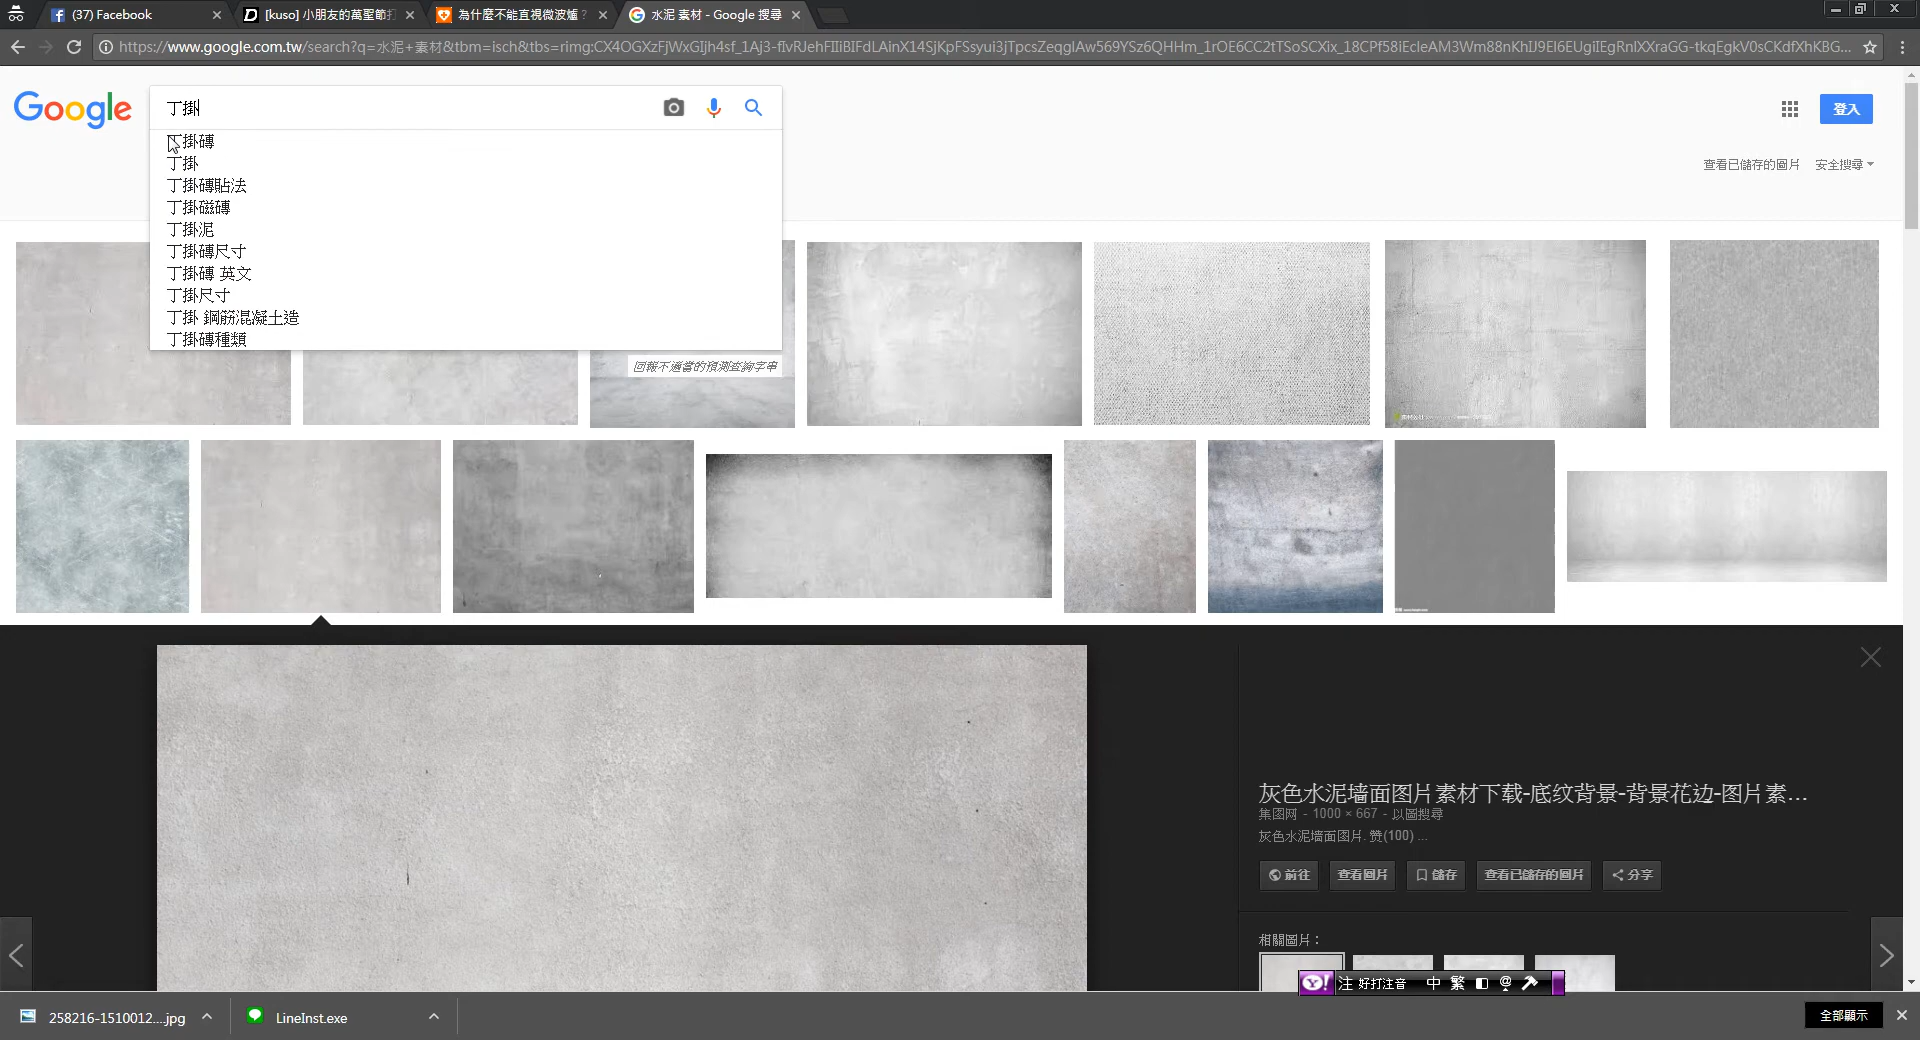 (37) Facebook
[kuso] 小朋友的萬聖節打
為什麼不能直視微波爐？
水泥 素材 - Google 搜尋
https://www.google.com.tw/search?q=水泥+素材&tbm=isch&tbs=rimg:
Google
丁掛
登入
丁掛磚
丁掛
丁掛磚貼法
丁掛磁磚
丁掛泥
丁掛磚尺寸
丁掛磚 英文
丁掛尺寸
丁掛 鋼筋混凝土造
丁掛磚種類
回報不適當的預測查詢字串
查看已儲存的圖片
安全搜尋
灰色水泥墙面图片素材下载-底纹背景-背景花边-图片素...
集图网 - 1000 × 667 - 以圖搜尋
灰色水泥墙面图片. 赞(100) ...
前往
查看圖片
儲存
查看已儲存的圖片
分享
相關圖片：
Y! 注 好打注音 中 繁 @
258216-1510012....jpg
LineInst.exe
全部顯示